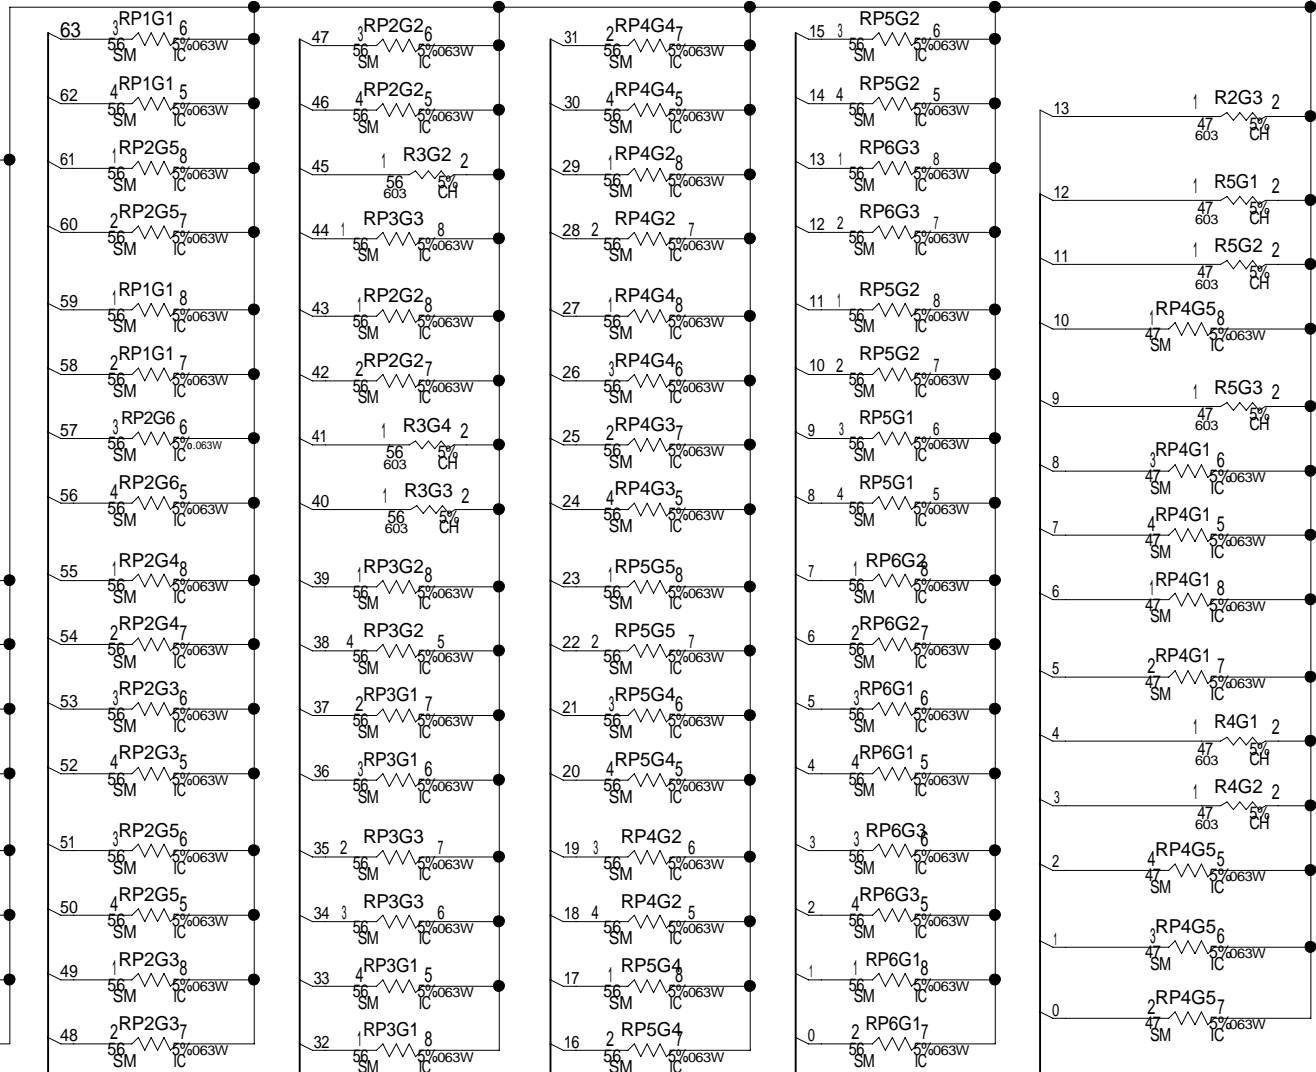 RP1G1
63 3 6
56 5%063W
SM IC
RP1G1
62 4 5
56 5%063W
SM IC
RP2G5
61 1 8
56 5%063W
SM IC
RP2G5
60 2 7
56 5%063W
SM IC
RP1G1
59 1 8
56 5%063W
SM IC
RP1G1
58 2 7
56 5%063W
SM IC
RP2G6
57 3 6
56 5%.063W
SM IC
RP2G6
56 4 5
56 5%063W
SM IC
RP2G4
55 1 8
56 5%063W
SM IC
RP2G4
54 2 7
56 5%063W
SM IC
RP2G3
53 3 6
56 5%063W
SM IC
RP2G3
52 4 5
56 5%063W
SM IC
RP2G5
51 3 6
56 5%063W
SM IC
RP2G5
50 4 5
56 5%063W
SM IC
RP2G3
49 1 8
56 5%063W
SM IC
RP2G3
48 2 7
56 5%063W
SM IC
RP2G2
47 3 6
56 5%063W
SM IC
RP2G2
46 4 5
56 5%063W
SM IC
R3G2
45 1 2
56 5%
603 CH
RP3G3
44 1 8
56 5%063W
SM IC
RP2G2
43 1 8
56 5%063W
SM IC
RP2G2
42 2 7
56 5%063W
SM IC
R3G4
41 1 2
56 5%
603 CH
R3G3
40 1 2
56 5%
603 CH
RP3G2
39 1 8
56 5%063W
SM IC
RP3G2
38 4 5
56 5%063W
SM IC
RP3G1
37 2 7
56 5%063W
SM IC
RP3G1
36 3 6
56 5%063W
SM IC
RP3G3
35 2 7
56 5%063W
SM IC
RP3G3
34 3 6
56 5%063W
SM IC
RP3G1
33 4 5
56 5%063W
SM IC
RP3G1
32 1 8
56 5%063W
SM IC
RP4G4
31 2 7
56 5%063W
SM IC
RP4G4
30 4 5
56 5%063W
SM IC
RP4G2
29 1 8
56 5%063W
SM IC
RP4G2
28 2 7
56 5%063W
SM IC
RP4G4
27 1 8
56 5%063W
SM IC
RP4G4
26 3 6
56 5%063W
SM IC
RP4G3
25 2 7
56 5%063W
SM IC
RP4G3
24 4 5
56 5%063W
SM IC
RP5G5
23 1 8
56 5%063W
SM IC
RP5G5
22 2 7
56 5%063W
SM IC
RP5G4
21 3 6
56 5%063W
SM IC
RP5G4
20 4 5
56 5%063W
SM IC
RP4G2
19 3 6
56 5%063W
SM IC
RP4G2
18 4 5
56 5%063W
SM IC
RP5G4
17 1 8
56 5%063W
SM IC
RP5G4
16 2 7
56 5%063W
SM IC
RP5G2
15 3 6
56 5%063W
SM IC
RP5G2
14 4 5
56 5%063W
SM IC
RP6G3
13 1 8
56 5%063W
SM IC
RP6G3
12 2 7
56 5%063W
SM IC
RP5G2
11 1 8
56 5%063W
SM IC
RP5G2
10 2 7
56 5%063W
SM IC
RP5G1
9 3 6
56 5%063W
SM IC
RP5G1
8 4 5
56 5%063W
SM IC
RP6G2
7 1 8
56 5%063W
SM IC
RP6G2
6 2 7
56 5%063W
SM IC
RP6G1
5 3 6
56 5%063W
SM IC
RP6G1
4 4 5
56 5%063W
SM IC
RP6G3
3 3 6
56 5%063W
SM IC
RP6G3
2 4 5
56 5%063W
SM IC
RP6G1
1 1 8
56 5%063W
SM IC
RP6G1
0 2 7
56 5%063W
SM IC
R2G3
13 1 2
47 5%
603 CH
R5G1
12 1 2
47 5%
603 CH
R5G2
11 1 2
47 5%
603 CH
RP4G5
10 1 8
47 5%063W
SM IC
R5G3
9 1 2
47 5%
603 CH
RP4G1
8 3 6
47 5%063W
SM IC
RP4G1
7 4 5
47 5%063W
SM IC
RP4G1
6 1 8
47 5%063W
SM IC
RP4G1
5 2 7
47 5%063W
SM IC
R4G1
4 1 2
47 5%
603 CH
R4G2
3 1 2
47 5%
603 CH
RP4G5
2 4 5
47 5%063W
SM IC
RP4G5
1 3 6
47 5%063W
SM IC
RP4G5
0 2 7
47 5%063W
SM IC